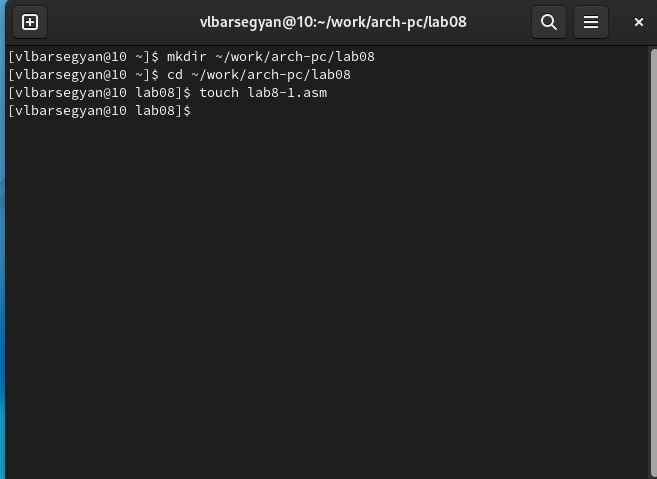 vlbarsegyan@10:~/work/arch-pc/lab08
[vlbarsegyan@10 ~]$ mkdir ~/work/arch-pc/lab08
[vlbarsegyan@10 ~]$ cd ~/work/arch-pc/lab08
[vlbarsegyan@10 lab08]$ touch lab8-1.asm
[vlbarsegyan@10 lab08]$